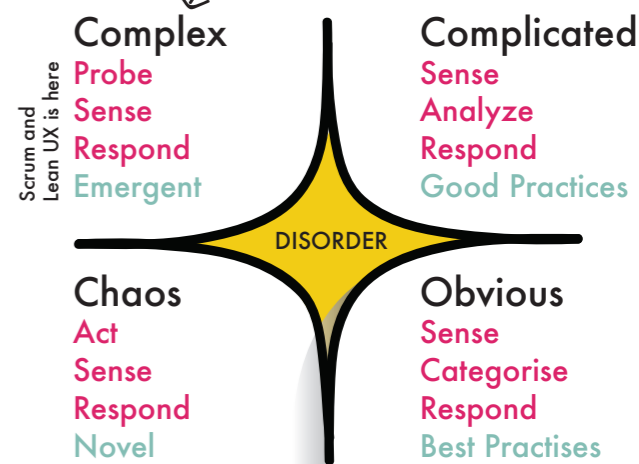 Complex
Probe
Sense
Respond
Emergent
Scrum and
Lean UX is here
Complicated
Sense
Analyze
Respond
Good Practices
DISORDER
Chaos
Act
Sense
Respond
Novel
Obvious
Sense
Categorise
Respond
Best Practises